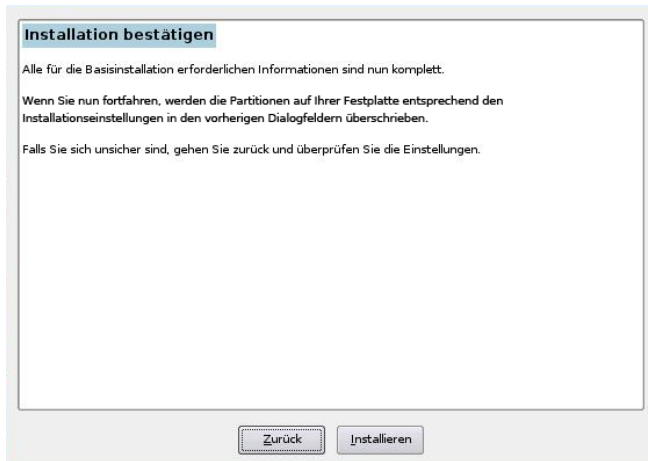 Installation bestätigen
Alle für die Basisinstallation erforderlichen Informationen sind nun komplett.
Wenn Sie nun fortfahren, werden die Partitionen auf Ihrer Festplatte entsprechend den
Installationseinstellungen in den vorherigen Dialogfeldern überschrieben.
Falls Sie sich unsicher sind, gehen Sie zurück und überprüfen Sie die Einstellungen.
Zurück
Installieren